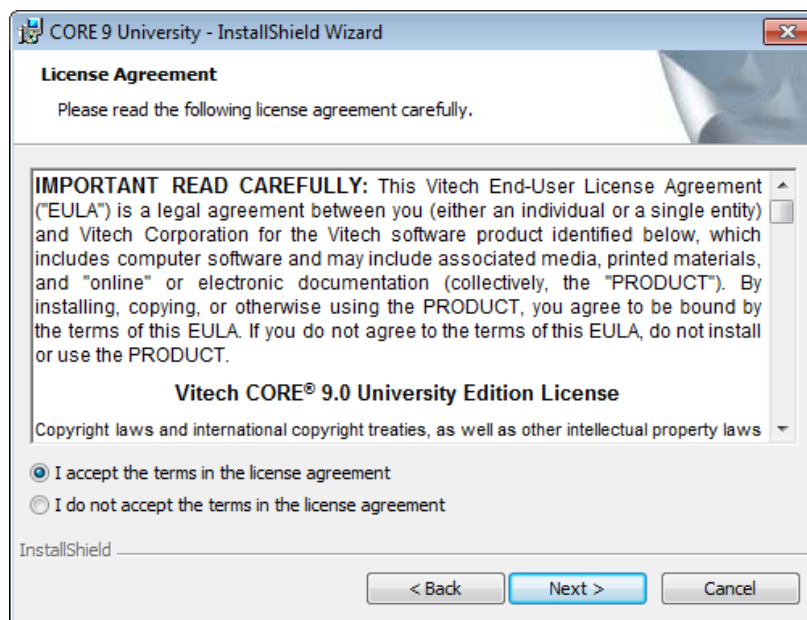 CORE 9 University - InstallShield Wizard
License Agreement
Please read the following license agreement carefully.
IMPORTANT READ CAREFULLY: This Vitech End-User License Agreement
("EULA") is a legal agreement between you (either an individual or a single entity)
and Vitech Corporation for the Vitech software product identified below, which
includes computer software and may include associated media, printed materials,
and "online" or electronic documentation (collectively, the "PRODUCT"). By
installing, copying, or otherwise using the PRODUCT, you agree to be bound by
the terms of this EULA. If you do not agree to the terms of this EULA, do not install
or use the PRODUCT.
Vitech CORE® 9.0 University Edition License
Copyright laws and international copyright treaties, as well as other intellectual property laws
I accept the terms in the license agreement
I do not accept the terms in the license agreement
InstallShield
< Back Next > Cancel